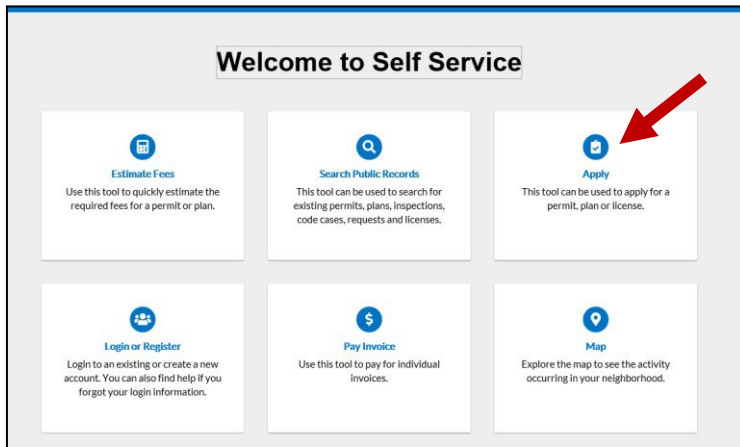 Welcome to Self Service
Estimate Fees
Use this tool to quickly estimate the
required fees for a permit or plan.
Search Public Records
This tool can be used to search for
existing permits, plans, inspections,
code cases, requests and licenses.
Apply
This tool can be used to apply for a
permit, plan or license.
Login or Register
Login to an existing or create a new
account. You can also find help if you
forgot your login information.
Pay Invoice
Use this tool to pay for individual
invoices.
Map
Explore the map to see the activity
occurring in your neighborhood.